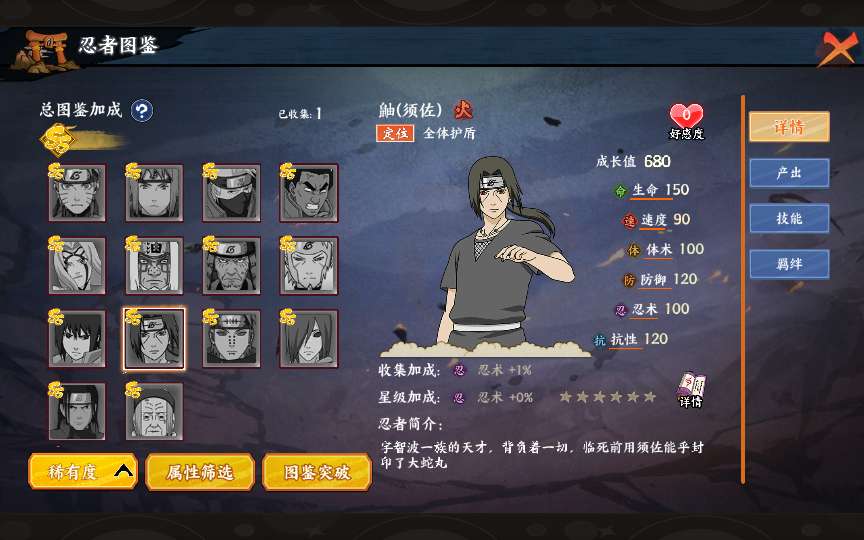 忍者图鉴
总图鉴加成 ?
已收集: 1
鼬(须佐) 火
定位 全体护盾
0
好感度
成长值 680
命 生命 150
速 速度 90
体 体术 100
防 防御 120
忍 忍术 100
抗 抗性 120
收集加成: 忍 忍术 +1%
星级加成: 忍 忍术 +0%
详情
忍者简介:
宇智波一族的天才，背负着一切，临死前用须佐能乎封
印了大蛇丸
稀有度
属性筛选
图鉴突破
详情
产出
技能
羁绊